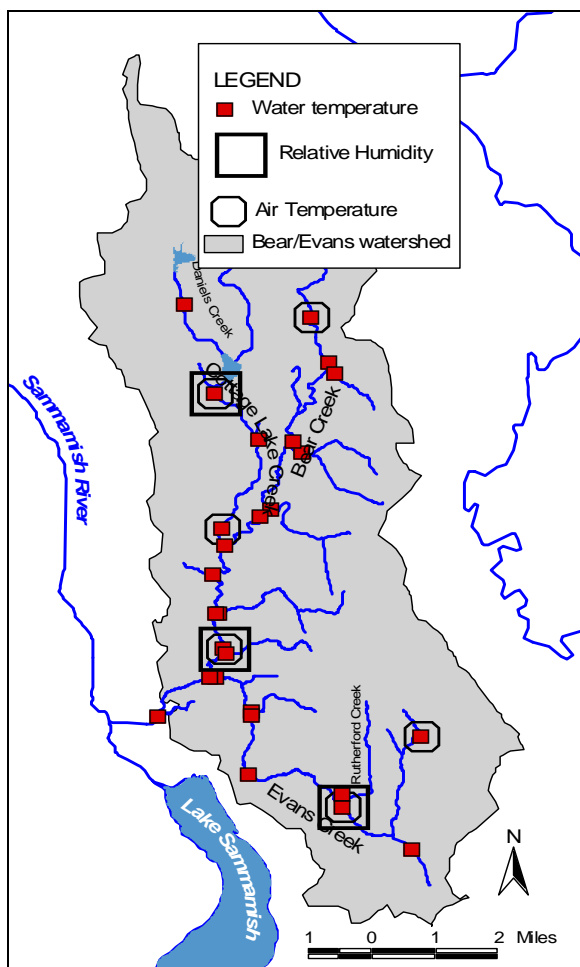 LEGEND
Water temperature
Relative Humidity
Air Temperature
Bear/Evans watershed
Daniels Creek
Cottage Lake Creek
Bear Creek
Sammamish River
Rutherford Creek
Evans Creek
Lake Sammamish
N
1 0 1 2 Miles